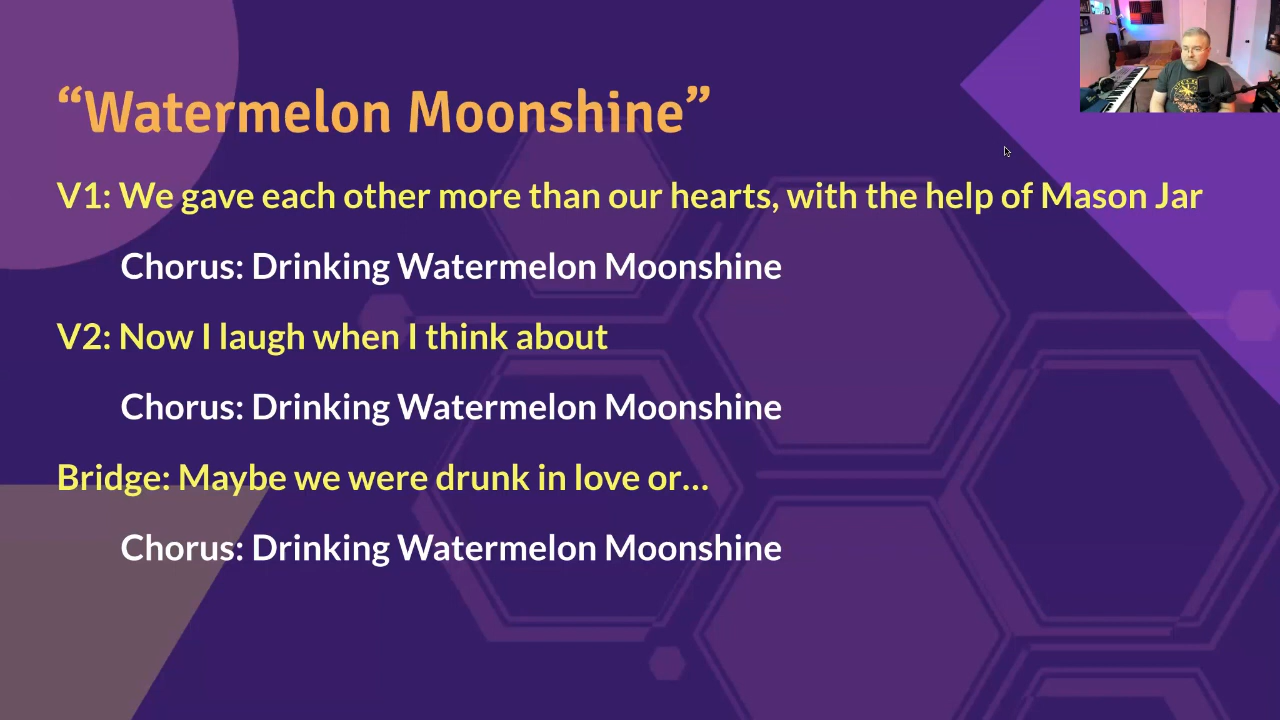 “Watermelon Moonshine”
V1: We gave each other more than our hearts, with the help of Mason Jar
Chorus: Drinking Watermelon Moonshine
V2: Now I laugh when I think about
Chorus: Drinking Watermelon Moonshine
Bridge: Maybe we were drunk in love or…
Chorus: Drinking Watermelon Moonshine